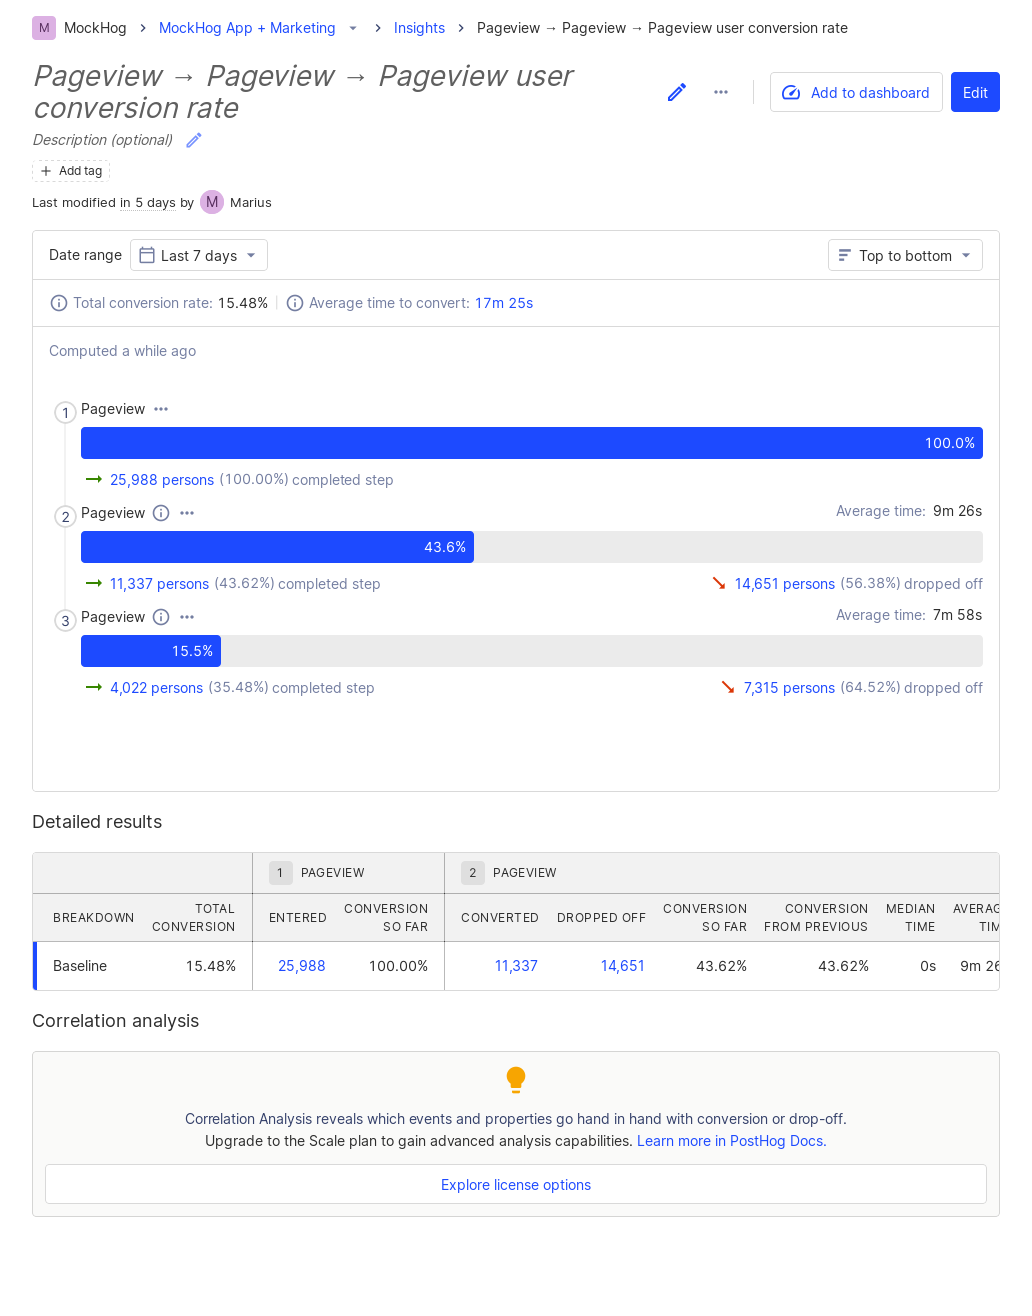 M MockHog > MockHog App + Marketing > Insights > Pageview → Pageview → Pageview user conversion rate
Pageview → Pageview → Pageview user
conversion rate
Add to dashboard
Edit
Description (optional)
+ Add tag
Last modified in 5 days by M Marius
Date range Last 7 days
Top to bottom
Total conversion rate: 15.48% Average time to convert: 17m 25s
Computed a while ago
1 Pageview
100.0%
→ 25,988 persons (100.00%) completed step
2 Pageview
Average time: 9m 26s
43.6%
→ 11,337 persons (43.62%) completed step
14,651 persons (56.38%) dropped off
3 Pageview
Average time: 7m 58s
15.5%
→ 4,022 persons (35.48%) completed step
7,315 persons (64.52%) dropped off
Detailed results
1 PAGEVIEW 2 PAGEVIEW
BREAKDOWN TOTAL CONVERSION ENTERED CONVERSION SO FAR CONVERTED DROPPED OFF CONVERSION SO FAR CONVERSION FROM PREVIOUS MEDIAN TIME
Baseline 15.48% 25,988 100.00% 11,337 14,651 43.62% 43.62% 0s 9m 26
Correlation analysis
Correlation Analysis reveals which events and properties go hand in hand with conversion or drop-off.
Upgrade to the Scale plan to gain advanced analysis capabilities. Learn more in PostHog Docs.
Explore license options